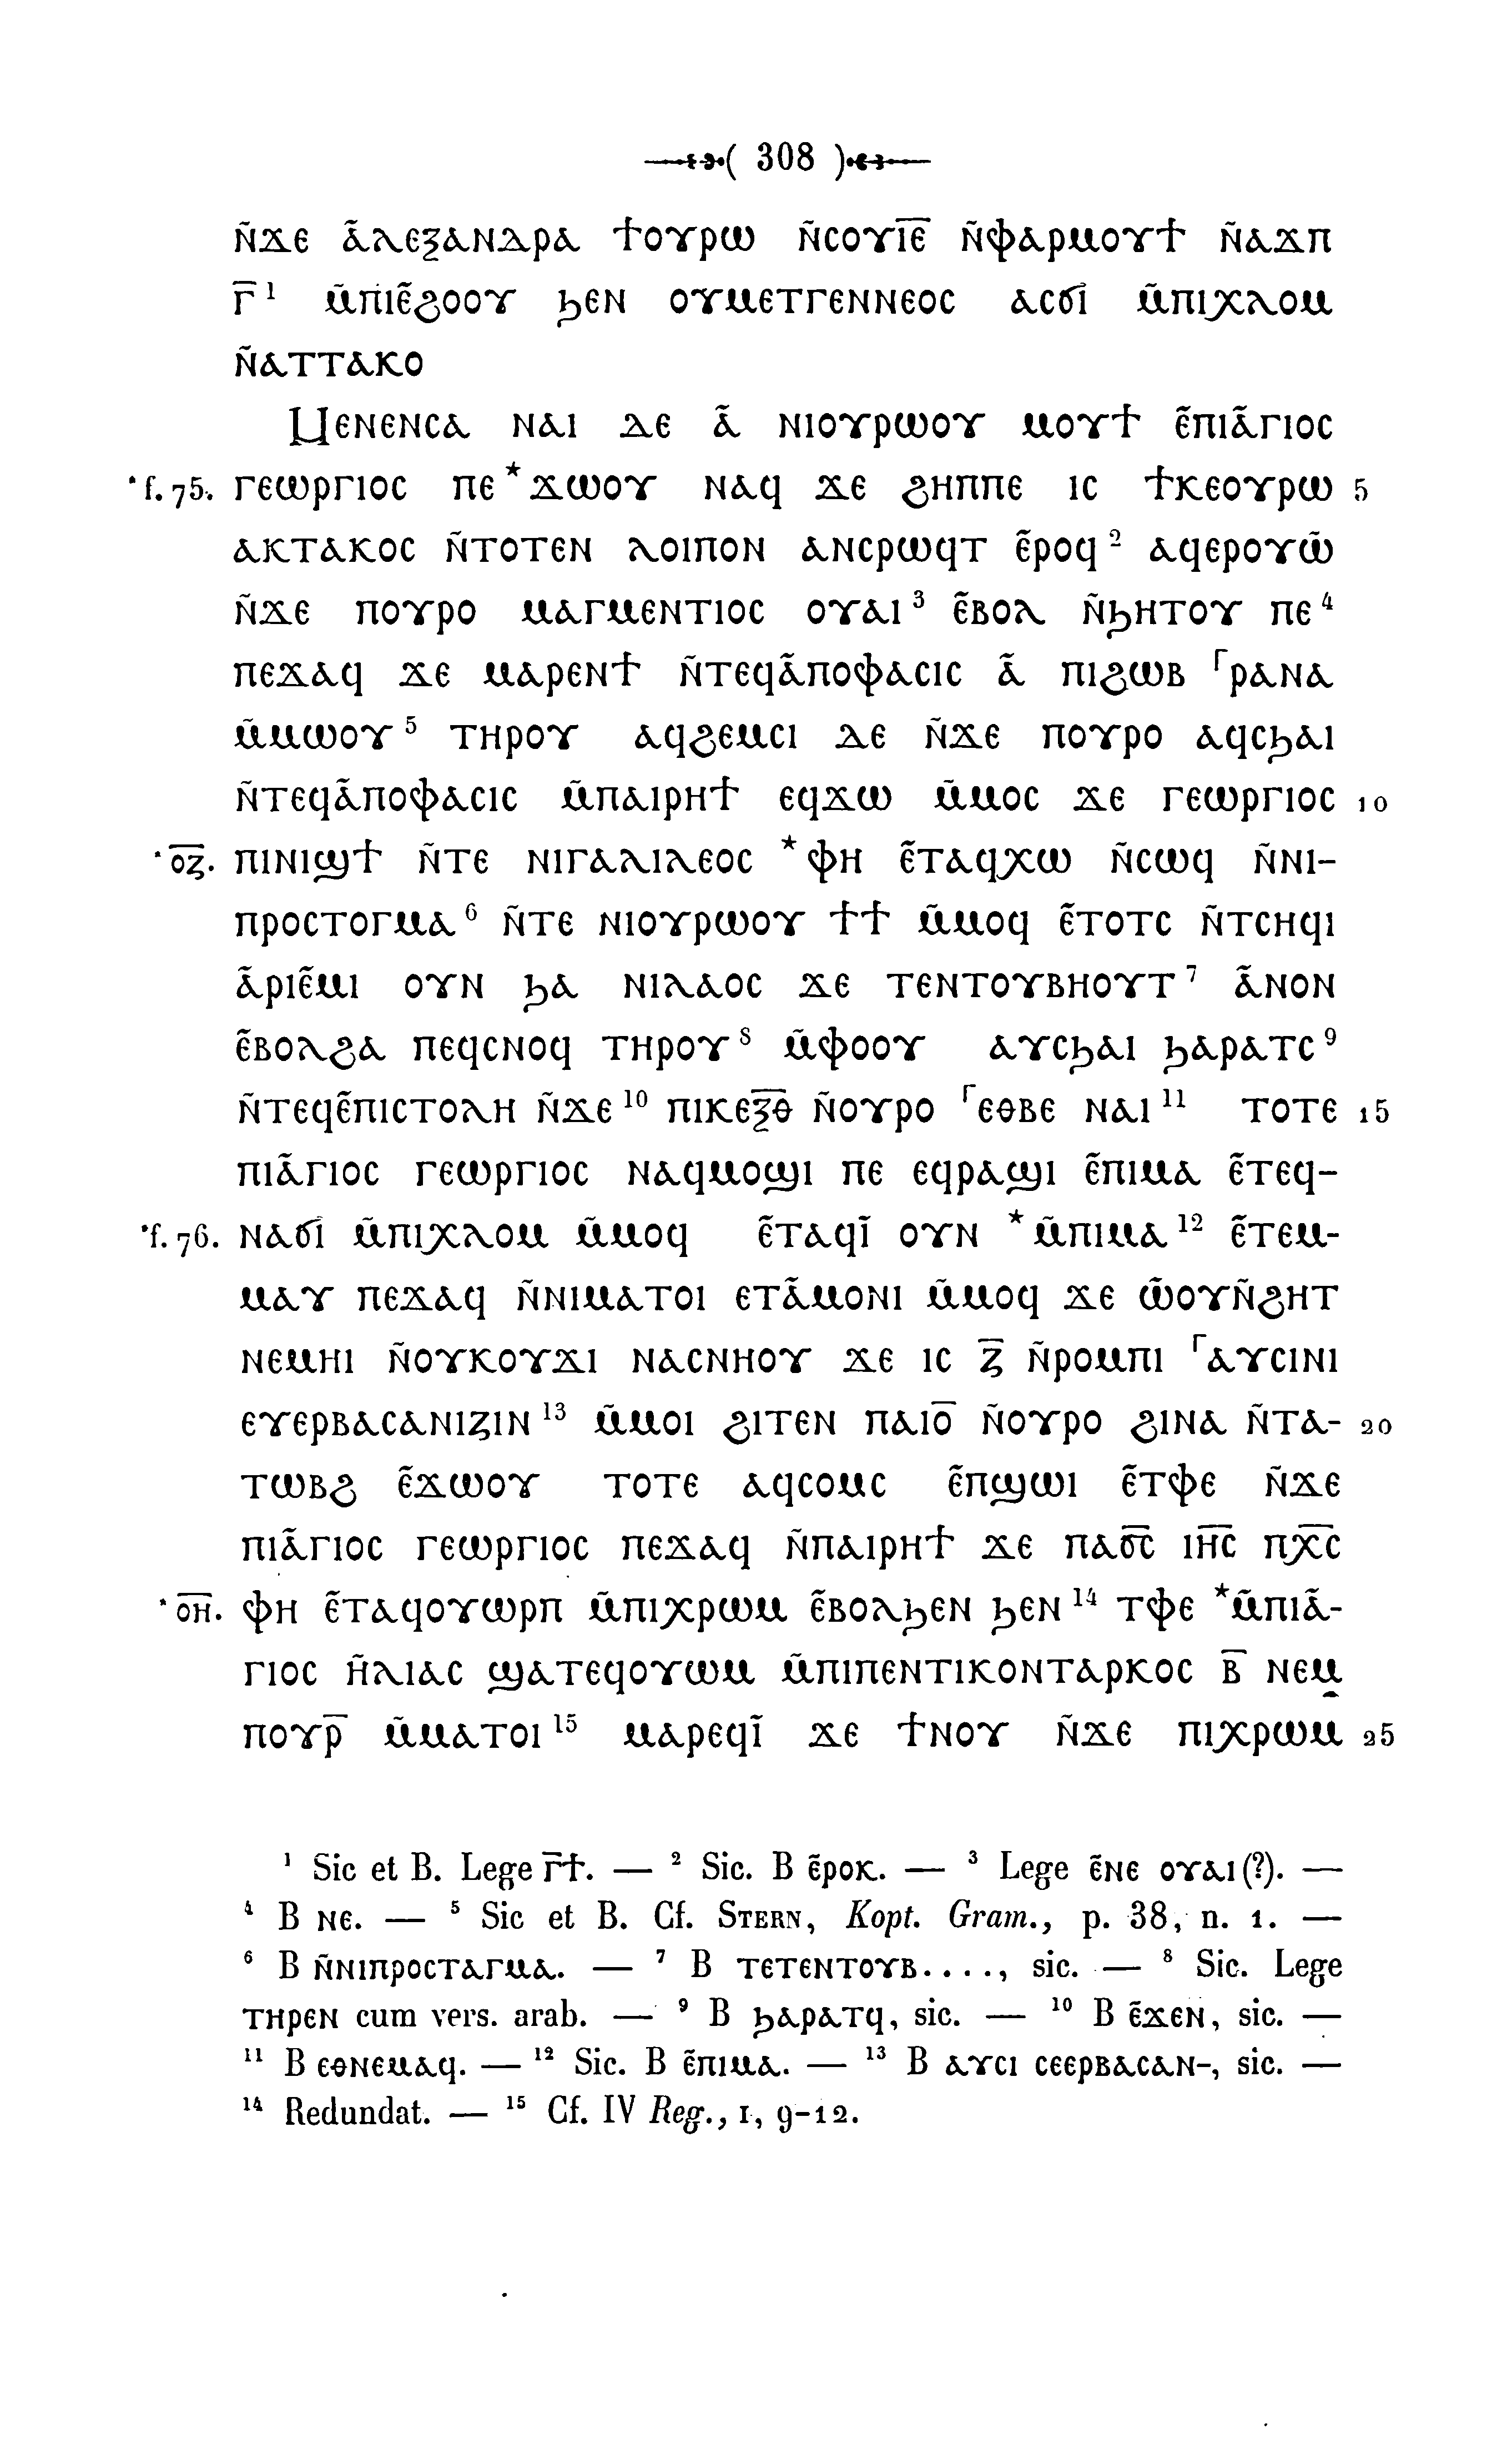 ( 308 )
ⲛ̃ϫⲉ ⲁ̃ⲗⲉⲝⲁⲛⲇⲣⲁ ϯⲟⲩⲣⲱ ⲛ̃ⲥⲟⲩⲓ̅ⲉ̅ ⲛ̃ⲫⲁⲣⲙⲟⲩϯ ⲛ̃ⲁϫⲡ
ⲅ̅ ¹ ⲙ̃ⲡⲓⲉ̃ϩⲟⲟⲩ ϧⲉⲛ ⲟⲩⲙⲉⲧⲅⲉⲛⲛⲉⲟⲥ ⲁⲥϭⲓ̃ ⲙ̃ⲡⲓⲭⲗⲟⲙ
ⲛ̃ⲁⲧⲧⲁⲕⲟ
Ⲙⲉⲛⲉⲛⲥⲁ ⲛⲁⲓ ⲇⲉ ⲁ̃ ⲛⲓⲟⲩⲣⲱⲟⲩ ⲙⲟⲩϯ ⲉ̃ⲡⲓⲁ̃ⲅⲓⲟⲥ
*f. 75. ⲅⲉⲱⲣⲅⲓⲟⲥ ⲡⲉ*ϫⲱⲟⲩ ⲛⲁϥ ϫⲉ ϩⲏⲡⲡⲉ ⲓⲥ ϯⲕⲉⲟⲩⲣⲱ 5
ⲁⲕⲧⲁⲕⲟⲥ ⲛ̃ⲧⲟⲧⲉⲛ ⲗⲟⲓⲡⲟⲛ ⲁⲛⲥⲣⲱϥⲧ ⲉ̃ⲣⲟϥ ² ⲁϥⲉⲣⲟⲩⲱ̃
ⲛ̃ϫⲉ ⲡⲟⲩⲣⲟ ⲙⲁⲅⲙⲉⲛⲧⲓⲟⲥ ⲟⲩⲁⲓ ³ ⲉ̃ⲃⲟⲗ ⲛ̃ϧⲏⲧⲟⲩ ⲡⲉ ⁴
ⲡⲉϫⲁϥ ϫⲉ ⲙⲁⲣⲉⲛϯ ⲛ̃ⲧⲉϥⲁ̃ⲡⲟⲫⲁⲥⲓⲥ ⲁ̃ ⲡⲓϩⲱⲃ ⸀ⲣⲁⲛⲁ
ⲙ̃ⲙⲱⲟⲩ ⁵ ⲧⲏⲣⲟⲩ ⲁϥϩⲉⲙⲥⲓ ⲇⲉ ⲛ̃ϫⲉ ⲡⲟⲩⲣⲟ ⲁϥⲥϧⲁⲓ
ⲛ̃ⲧⲉϥⲁ̃ⲡⲟⲫⲁⲥⲓⲥ ⲙ̃ⲡⲁⲓⲣⲏϯ ⲉϥϫⲱ ⲙ̃ⲙⲟⲥ ϫⲉ ⲅⲉⲱⲣⲅⲓⲟⲥ 10
*ⲟ̅ⲍ̅. ⲡⲓⲛⲓϣϯ ⲛ̃ⲧⲉ ⲛⲓⲅⲁⲗⲓⲗⲉⲟⲥ *ⲫⲏ ⲉ̃ⲧⲁϥⲭⲱ ⲛ̃ⲥⲱϥ ⲛ̃ⲛⲓ-
ⲡⲣⲟⲥⲧⲟⲅⲙⲁ ⁶ ⲛ̃ⲧⲉ ⲛⲓⲟⲩⲣⲱⲟⲩ ϯϯ ⲙ̃ⲙⲟϥ ⲉ̃ⲧⲟⲧⲥ ⲛ̃ⲧⲥⲏϥⲓ
ⲁ̃ⲣⲓⲉ̃ⲙⲓ ⲟⲩⲛ ϧⲁ ⲛⲓⲗⲁⲟⲥ ϫⲉ ⲧⲉⲛⲧⲟⲩⲃⲏⲟⲩⲧ ⁷ ⲁ̃ⲛⲟⲛ
ⲉ̃ⲃⲟⲗϩⲁ ⲡⲉϥⲥⲛⲟϥ ⲧⲏⲣⲟⲩ ⁸ ⲙ̃ⲫⲟⲟⲩ ⲁⲩⲥϧⲁⲓ ϧⲁⲣⲁⲧⲥ ⁹
ⲛ̃ⲧⲉϥⲉ̃ⲡⲓⲥⲧⲟⲗⲏ ⲛ̃ϫⲉ ¹⁰ ⲡⲓⲕⲉⲝ̅ⲑ̅ ⲛ̃ⲟⲩⲣⲟ ⸀ⲉⲑⲃⲉ ⲛⲁⲓ ¹¹ ⲧⲟⲧⲉ 15
ⲡⲓⲁ̃ⲅⲓⲟⲥ ⲅⲉⲱⲣⲅⲓⲟⲥ ⲛⲁϥⲙⲟϣⲓ ⲡⲉ ⲉϥⲣⲁϣⲓ ⲉ̃ⲡⲓⲙⲁ ⲉ̃ⲧⲉϥ-
*f. 76. ⲛⲁϭⲓ̃ ⲙ̃ⲡⲓⲭⲗⲟⲙ ⲙ̃ⲙⲟϥ ⲉ̃ⲧⲁϥⲓ̃ ⲟⲩⲛ *ⲙ̃ⲡⲓⲙⲁ ¹² ⲉ̃ⲧⲉⲙ-
ⲙⲁⲩ ⲡⲉϫⲁϥ ⲛ̃ⲛⲓⲙⲁⲧⲟⲓ ⲉⲧⲁ̃ⲙⲟⲛⲓ ⲙ̃ⲙⲟϥ ϫⲉ ⲱ̃ⲟⲩⲛ̃ϩⲏⲧ
ⲛⲉⲙⲏⲓ ⲛ̃ⲟⲩⲕⲟⲩϫⲓ ⲛⲁⲥⲛⲏⲟⲩ ϫⲉ ⲓⲥ ⲍ̅ ⲛ̃ⲣⲟⲙⲡⲓ ⸀ⲁⲩⲥⲓⲛⲓ
ⲉⲩⲉⲣⲃⲁⲥⲁⲛⲓⲍⲓⲛ ¹³ ⲙ̃ⲙⲟⲓ ϩⲓⲧⲉⲛ ⲡⲁⲓⲟ̅ ⲛ̃ⲟⲩⲣⲟ ϩⲓⲛⲁ ⲛ̃ⲧⲁ- 20
ⲧⲱⲃϩ ⲉ̃ϫⲱⲟⲩ ⲧⲟⲧⲉ ⲁϥⲥⲟⲙⲥ ⲉ̃ⲡϣⲱⲓ ⲉ̃ⲧⲫⲉ ⲛ̃ϫⲉ
ⲡⲓⲁ̃ⲅⲓⲟⲥ ⲅⲉⲱⲣⲅⲓⲟⲥ ⲡⲉϫⲁϥ ⲛ̃ⲡⲁⲓⲣⲏϯ ϫⲉ ⲡⲁϭ̅ⲥ̅ ⲓⲏ̅ⲥ̅ ⲡⲭ̅ⲥ̅
*ⲟ̅ⲏ̅. ⲫⲏ ⲉ̃ⲧⲁϥⲟⲩⲱⲣⲡ ⲙ̃ⲡⲓⲭⲣⲱⲙ ⲉ̃ⲃⲟⲗϧⲉⲛ ϧⲉⲛ ¹⁴ ⲧⲫⲉ *ⲙ̃ⲡⲓⲁ̃-
ⲅⲓⲟⲥ ⲏ̃ⲗⲓⲁⲥ ϣⲁⲧⲉϥⲟⲩⲱⲙ ⲙ̃ⲡⲓⲡⲉⲛⲧⲓⲕⲟⲛⲧⲁⲣⲕⲟⲥ ⲃ̅ ⲛⲉⲙ
ⲡⲟⲩⲣ̅ ⲙ̃ⲙⲁⲧⲟⲓ ¹⁵ ⲙⲁⲣⲉϥⲓ̃ ϫⲉ ϯⲛⲟⲩ ⲛ̃ϫⲉ ⲡⲓⲭⲣⲱⲙ 25
¹ Sic et B. Lege ⲅ̅ϯ. — ² Sic. B ⲉ̃ⲣⲟⲕ. — ³ Lege ⲉ̃ⲛⲉ ⲟⲩⲁⲓ(?). —
⁴ B ⲛⲉ. — ⁵ Sic et B. Cf. STERN, Kopt. Gram., p. 38, n. 1. —
⁶ B ⲛ̃ⲛⲓⲡⲣⲟⲥⲧⲁⲅⲙⲁ. — ⁷ B ⲧⲉⲧⲉⲛⲧⲟⲩⲃ...., sic. — ⁸ Sic. Lege
ⲧⲏⲣⲉⲛ cum vers. arab. — ⁹ B ϧⲁⲣⲁⲧϥ, sic. — ¹⁰ B ⲉ̃ϫⲉⲛ, sic. —
¹¹ B ⲉⲑⲛⲉⲙⲁϥ. — ¹² Sic. B ⲉ̃ⲡⲓⲙⲁ. — ¹³ B ⲁⲩⲥⲓ ⲥⲉⲉⲣⲃⲁⲥⲁⲛ-, sic. —
¹⁴ Redundat. — ¹⁵ Cf. IV Reg., I, 9-12.